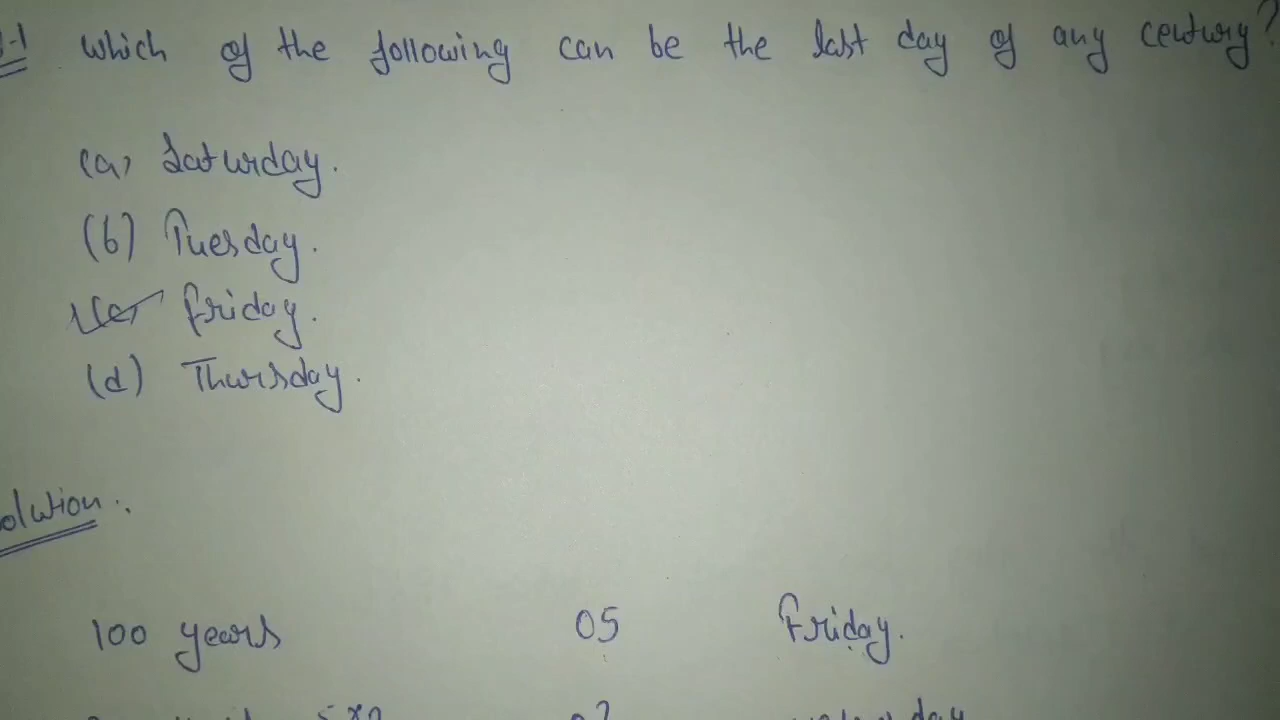 which of the following can be the last day of any century?
(a) Saturday.
(b) Tuesday.
(c) Friday.
(d) Thursday.
Solution:
100 years 05 Friday.